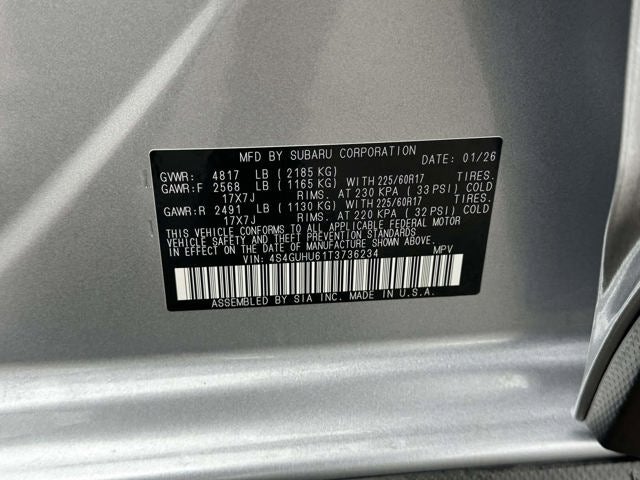 MFD BY SUBARU CORPORATION DATE: 01/26
GVWR: 4817 LB (2185 KG) TIRES.
GAWR:F 2568 LB (1165 KG) WITH 225/60R17
17X7J RIMS. AT 230 KPA (33 PSI) COLD
GAWR:R 2491 LB (1130 KG) WITH 225/60R17 TIRES.
17X7J RIMS. AT 220 KPA (32 PSI) COLD
THIS VEHICLE CONFORMS TO ALL APPLICABLE FEDERAL MOTOR
VEHICLE SAFETY AND BUMPER STANDARDS
IN EFFECT ON THE DATE OF MANUFACTURE SHOWN ABOVE.
VIN: 4S4GUHU61T3736234 MPV
ASSEMBLED BY SIA INC. MADE IN U.S.A.